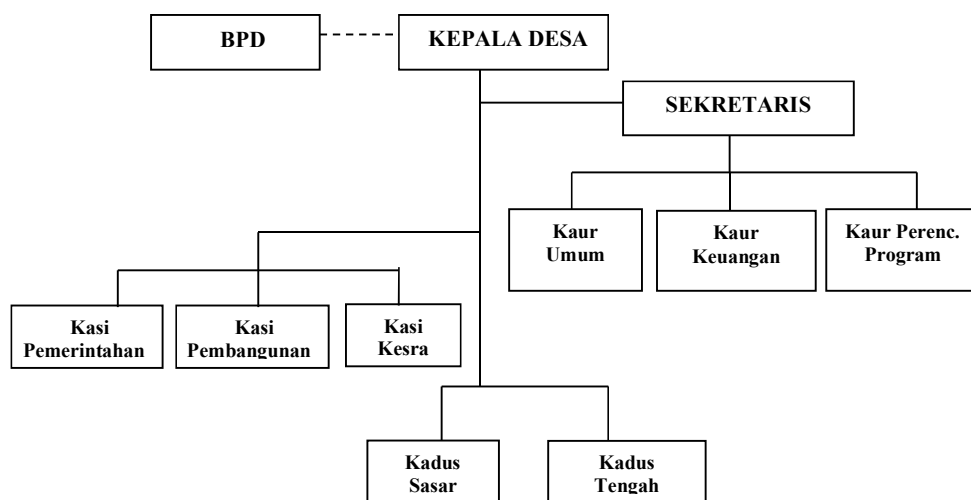 BPD
KEPALA DESA
SEKRETARIS
Kaur
Umum
Kaur
Keuangan
Kaur Perenc.
Program
Kasi
Pemerintahan
Kasi
Pembangunan
Kasi
Kesra
Kadus
Sasar
Kadus
Tengah